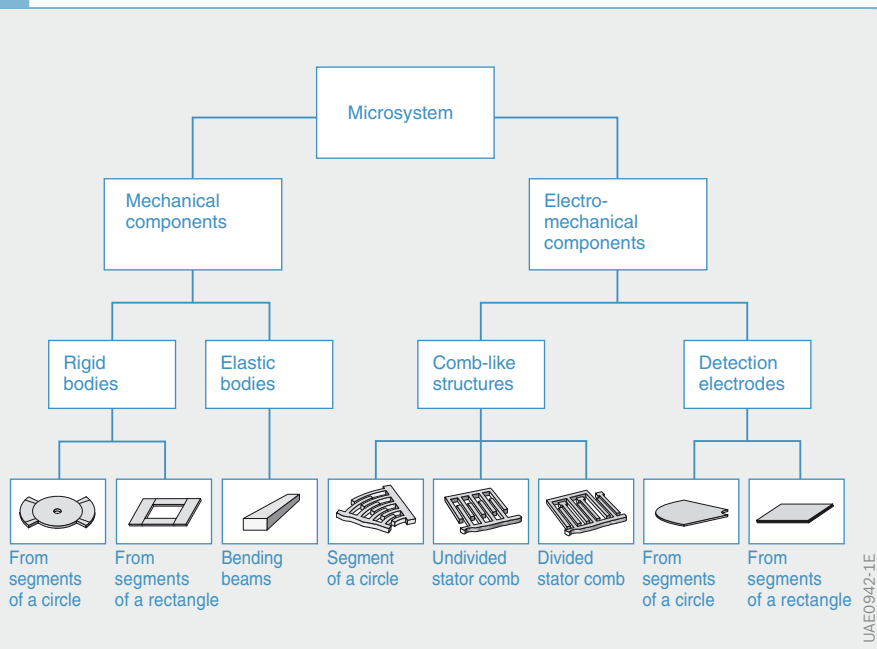 Microsystem
Mechanical
components
Electro-
mechanical
components
Rigid
bodies
Elastic
bodies
Comb-like
structures
Detection
electrodes
From
segments
of a circle
From
segments
of a rectangle
Bending
beams
Segment
of a circle
Undivided
stator comb
Divided
stator comb
From
segments
of a circle
From
segments
of a rectangle
UAE0942-1E